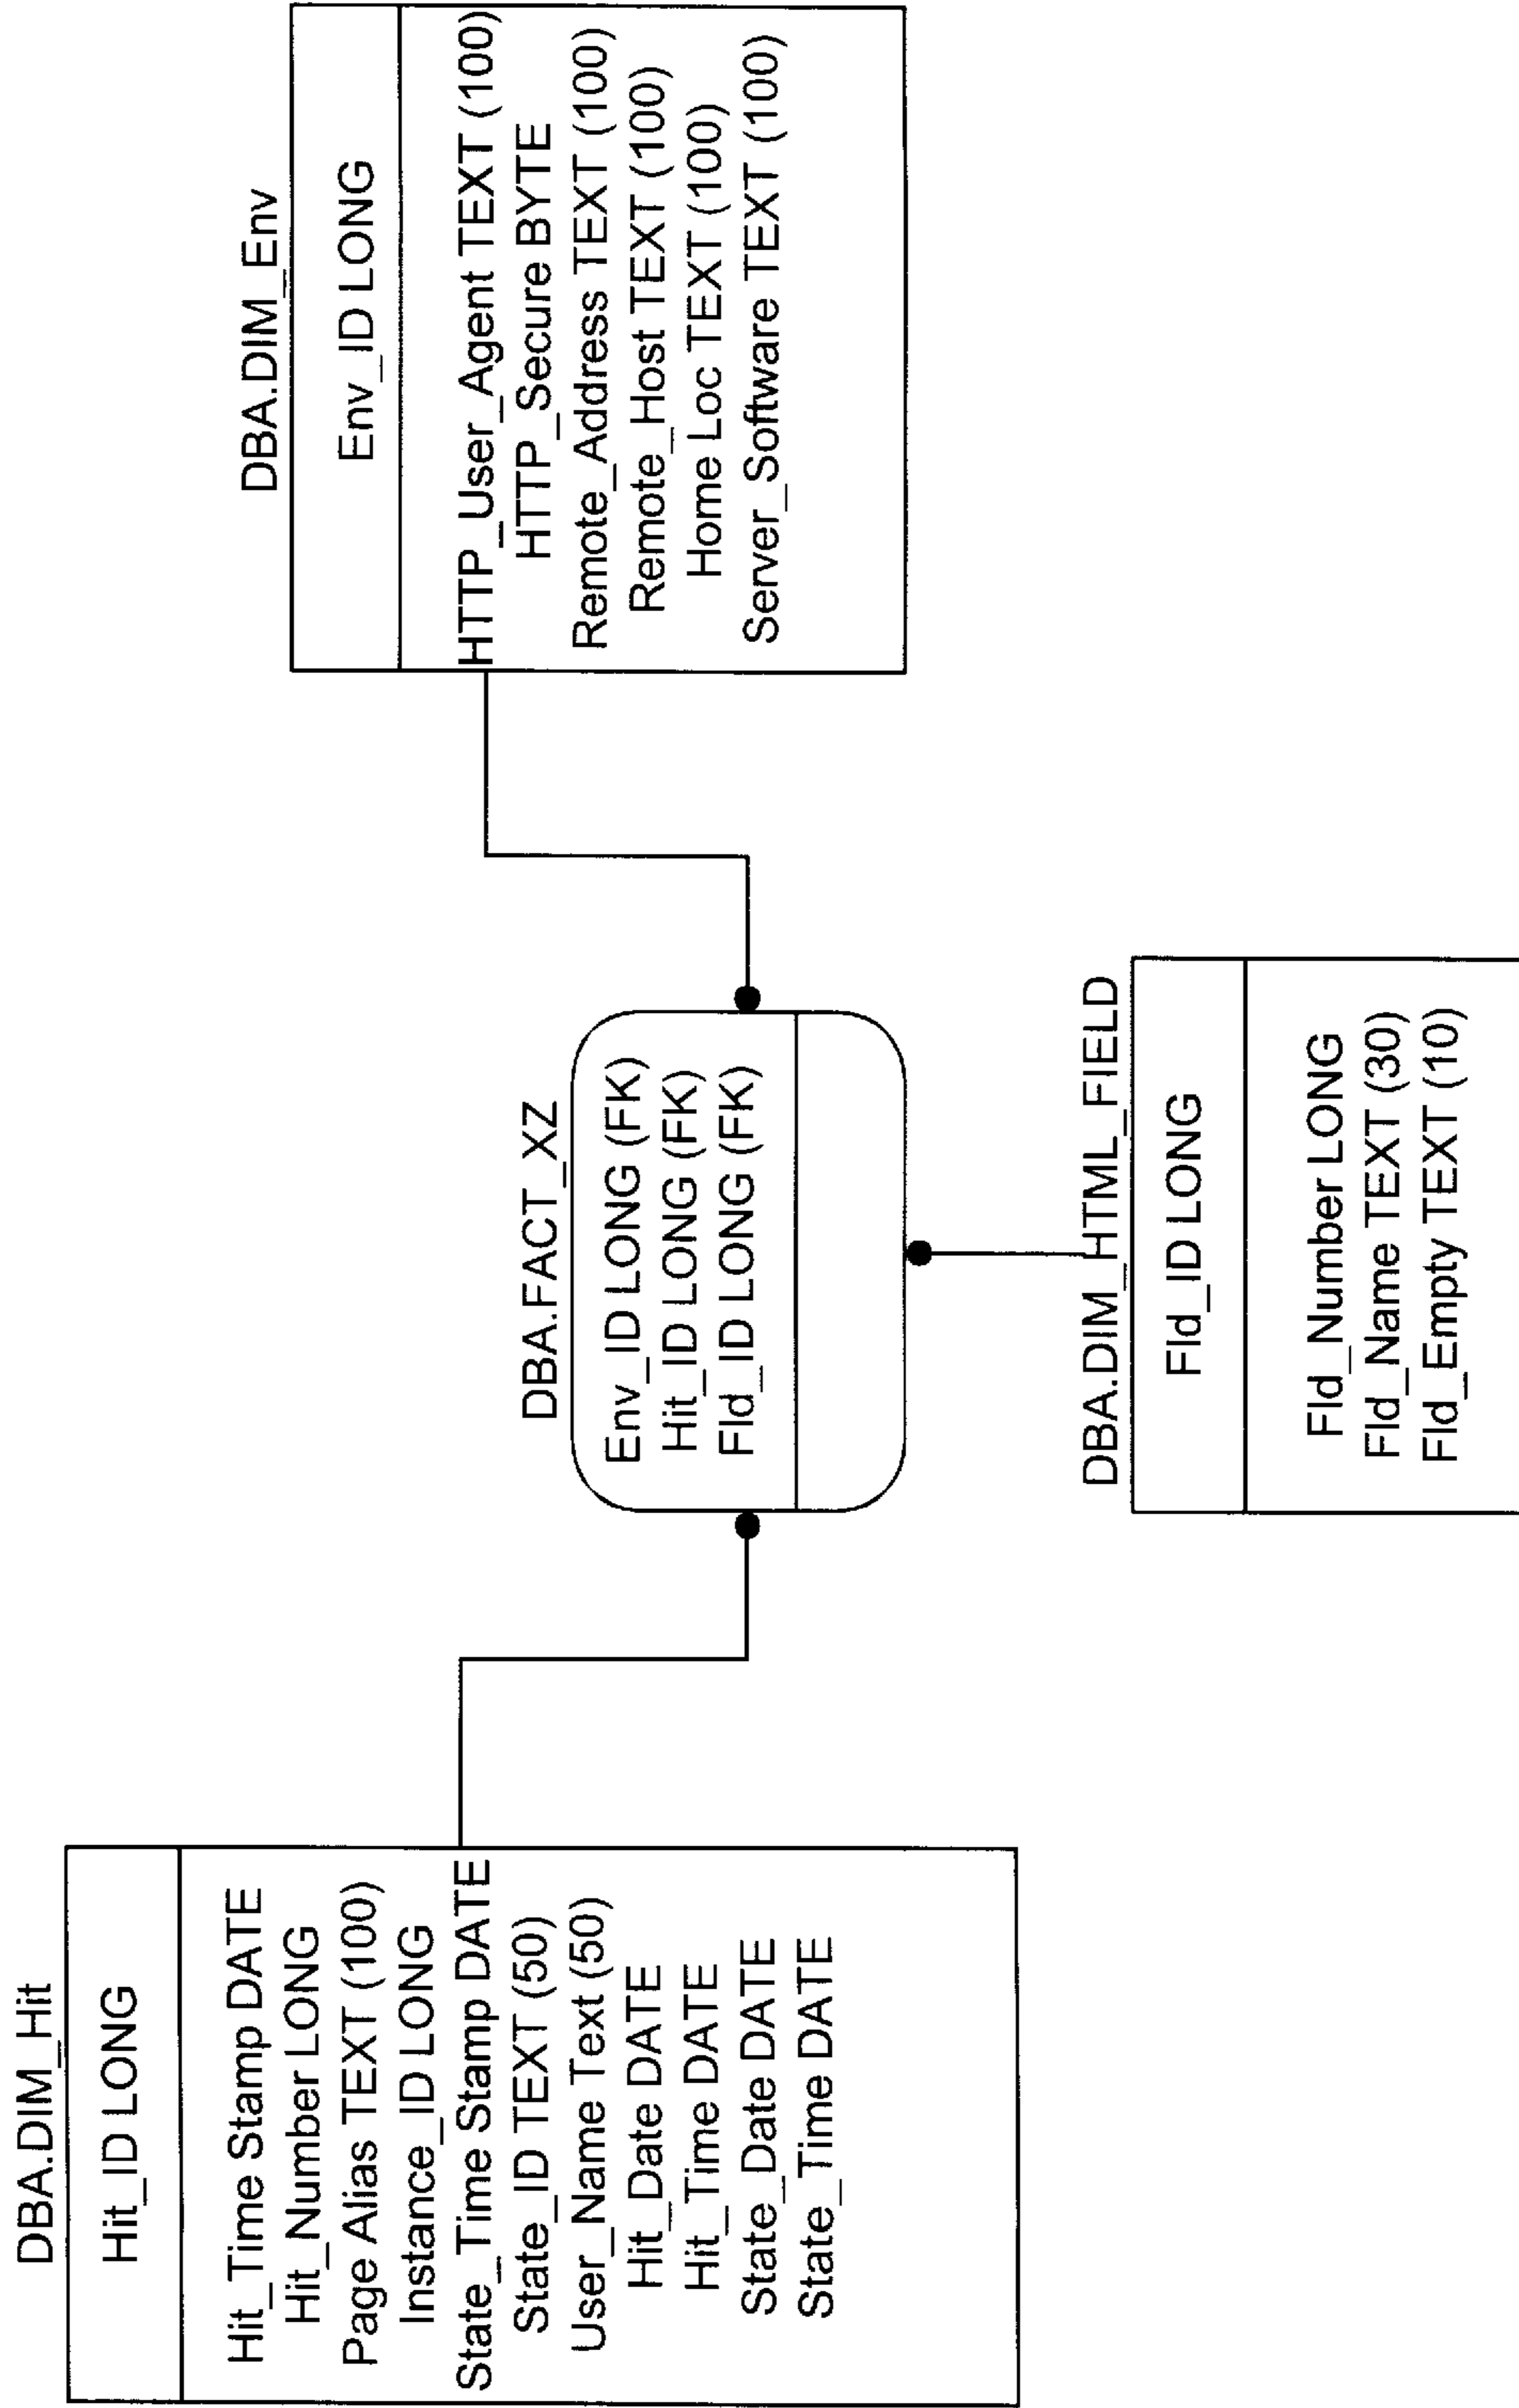 DBA.DIM_Hit
Hit_ID LONG
Hit_Time Stamp DATE
Hit_Number LONG
Page Alias TEXT (100)
Instance_ID LONG
State_Time Stamp DATE
State_ID TEXT (50)
User_Name Text (50)
Hit_Date DATE
Hit_Time DATE
State_Date DATE
State_Time DATE
DBA.FACT_XZ
Env_ID LONG (FK)
Hit_ID LONG (FK)
Fld_ID LONG (FK)
DBA.DIM_HTML_FIELD
Fld_ID LONG
Fld_Number LONG
Fld_Name TEXT (30)
Fld_Empty TEXT (10)
DBA.DIM_Env
Env_ID LONG
HTTP_User_Agent TEXT (100)
HTTP_Secure BYTE
Remote_Address TEXT (100)
Remote_Host TEXT (100)
Home Loc TEXT (100)
Server_Software TEXT (100)